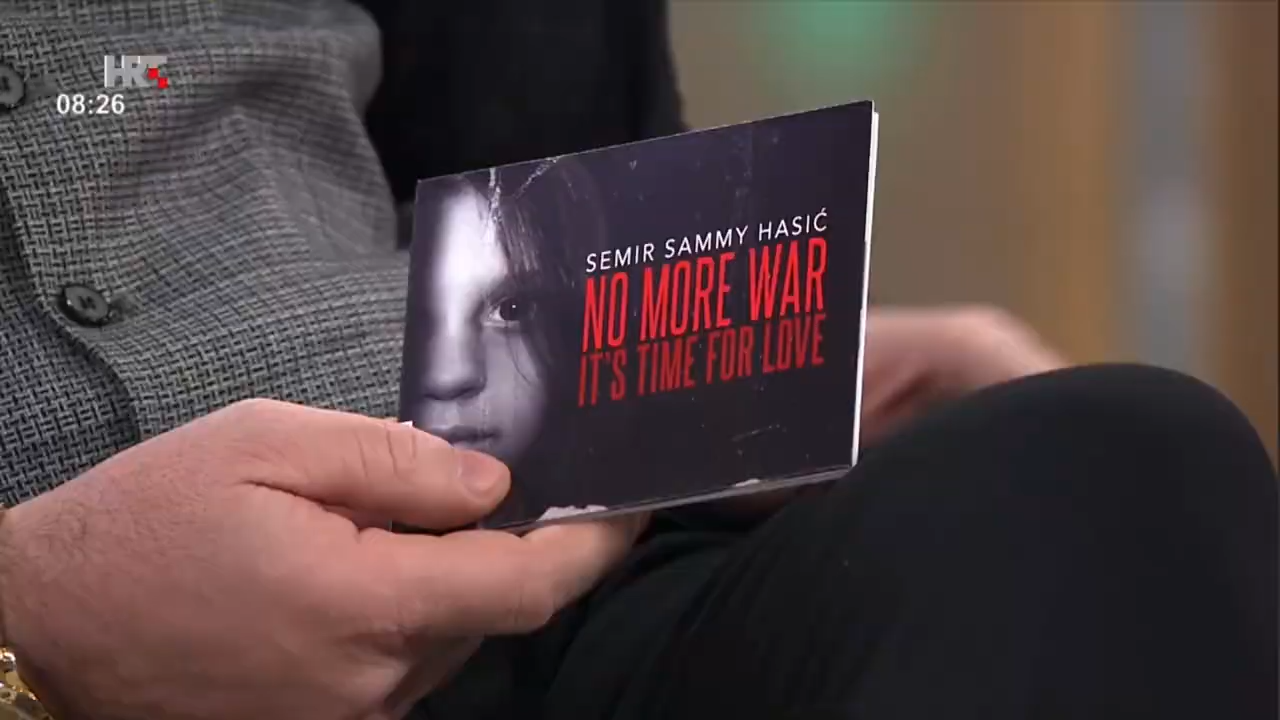 HRT
08:26
SEMIR SAMMY HASIĆ
NO MORE WAR
IT'S TIME FOR LOVE